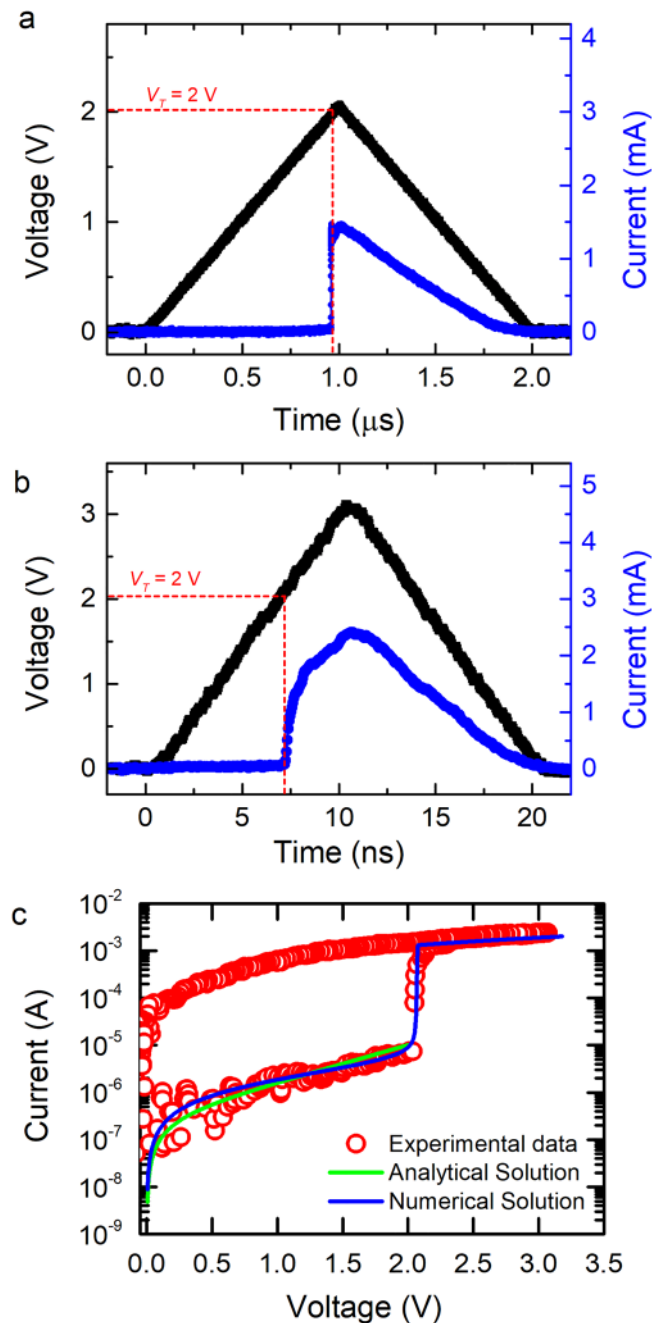 a
V_T = 2 V
Voltage (V)
2
1
0
Current (mA)
4
3
2
1
0
0.0 0.5 1.0 1.5 2.0
Time (μs)
b
V_T = 2 V
Voltage (V)
3
2
1
0
Current (mA)
5
4
3
2
1
0
0 5 10 15 20
Time (ns)
c
Current (A)
10⁻²
10⁻³
10⁻⁴
10⁻⁵
10⁻⁶
10⁻⁷
10⁻⁸
10⁻⁹
Experimental data
Analytical Solution
Numerical Solution
0.0 0.5 1.0 1.5 2.0 2.5 3.0 3.5
Voltage (V)